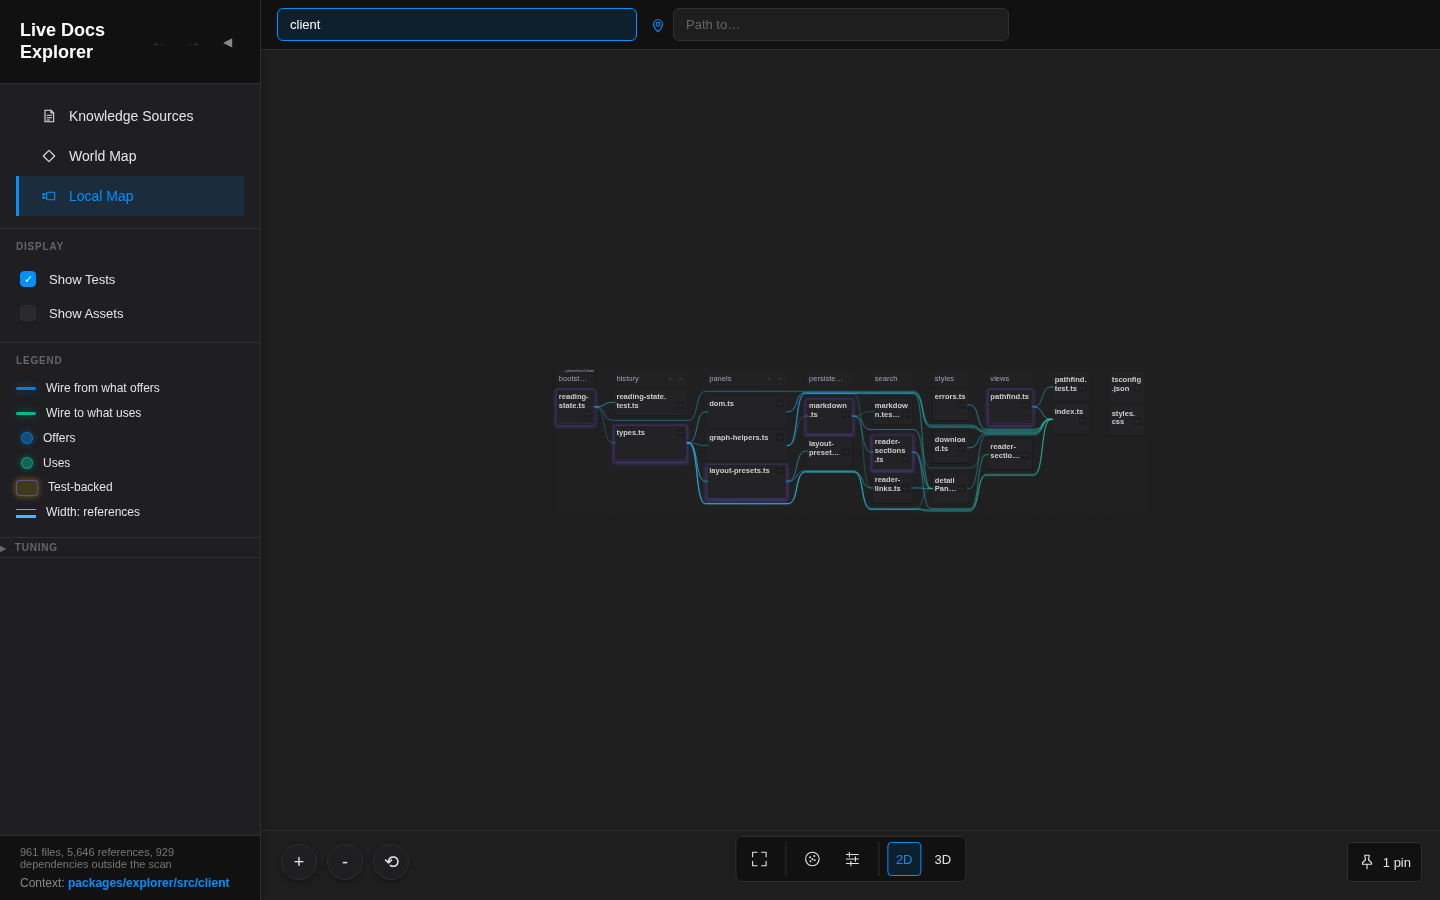 Live Docs
Explorer
← → ◀
client
Path to…
Knowledge Sources
World Map
Local Map
DISPLAY
✓ Show Tests
Show Assets
LEGEND
Wire from what offers
Wire to what uses
Offers
Uses
Test-backed
Width: references
▶ TUNING
961 files, 5,646 references, 929
dependencies outside the scan
Context: packages/explorer/src/client
bootst…
history
panels
persiste…
search
styles
views
reading-
state.ts
reading-state.
test.ts
types.ts
dom.ts
graph-helpers.ts
layout-presets.ts
markdown
.ts
layout-
preset…
markdow
n.tes…
reader-
sections
.ts
reader-
links.ts
errors.ts
downloa
d.ts
detail
Pan…
pathfind.ts
reader-
sectio…
pathfind.
test.ts
index.ts
tsconfig
.json
styles.
css
+
-
⟲
2D
3D
1 pin